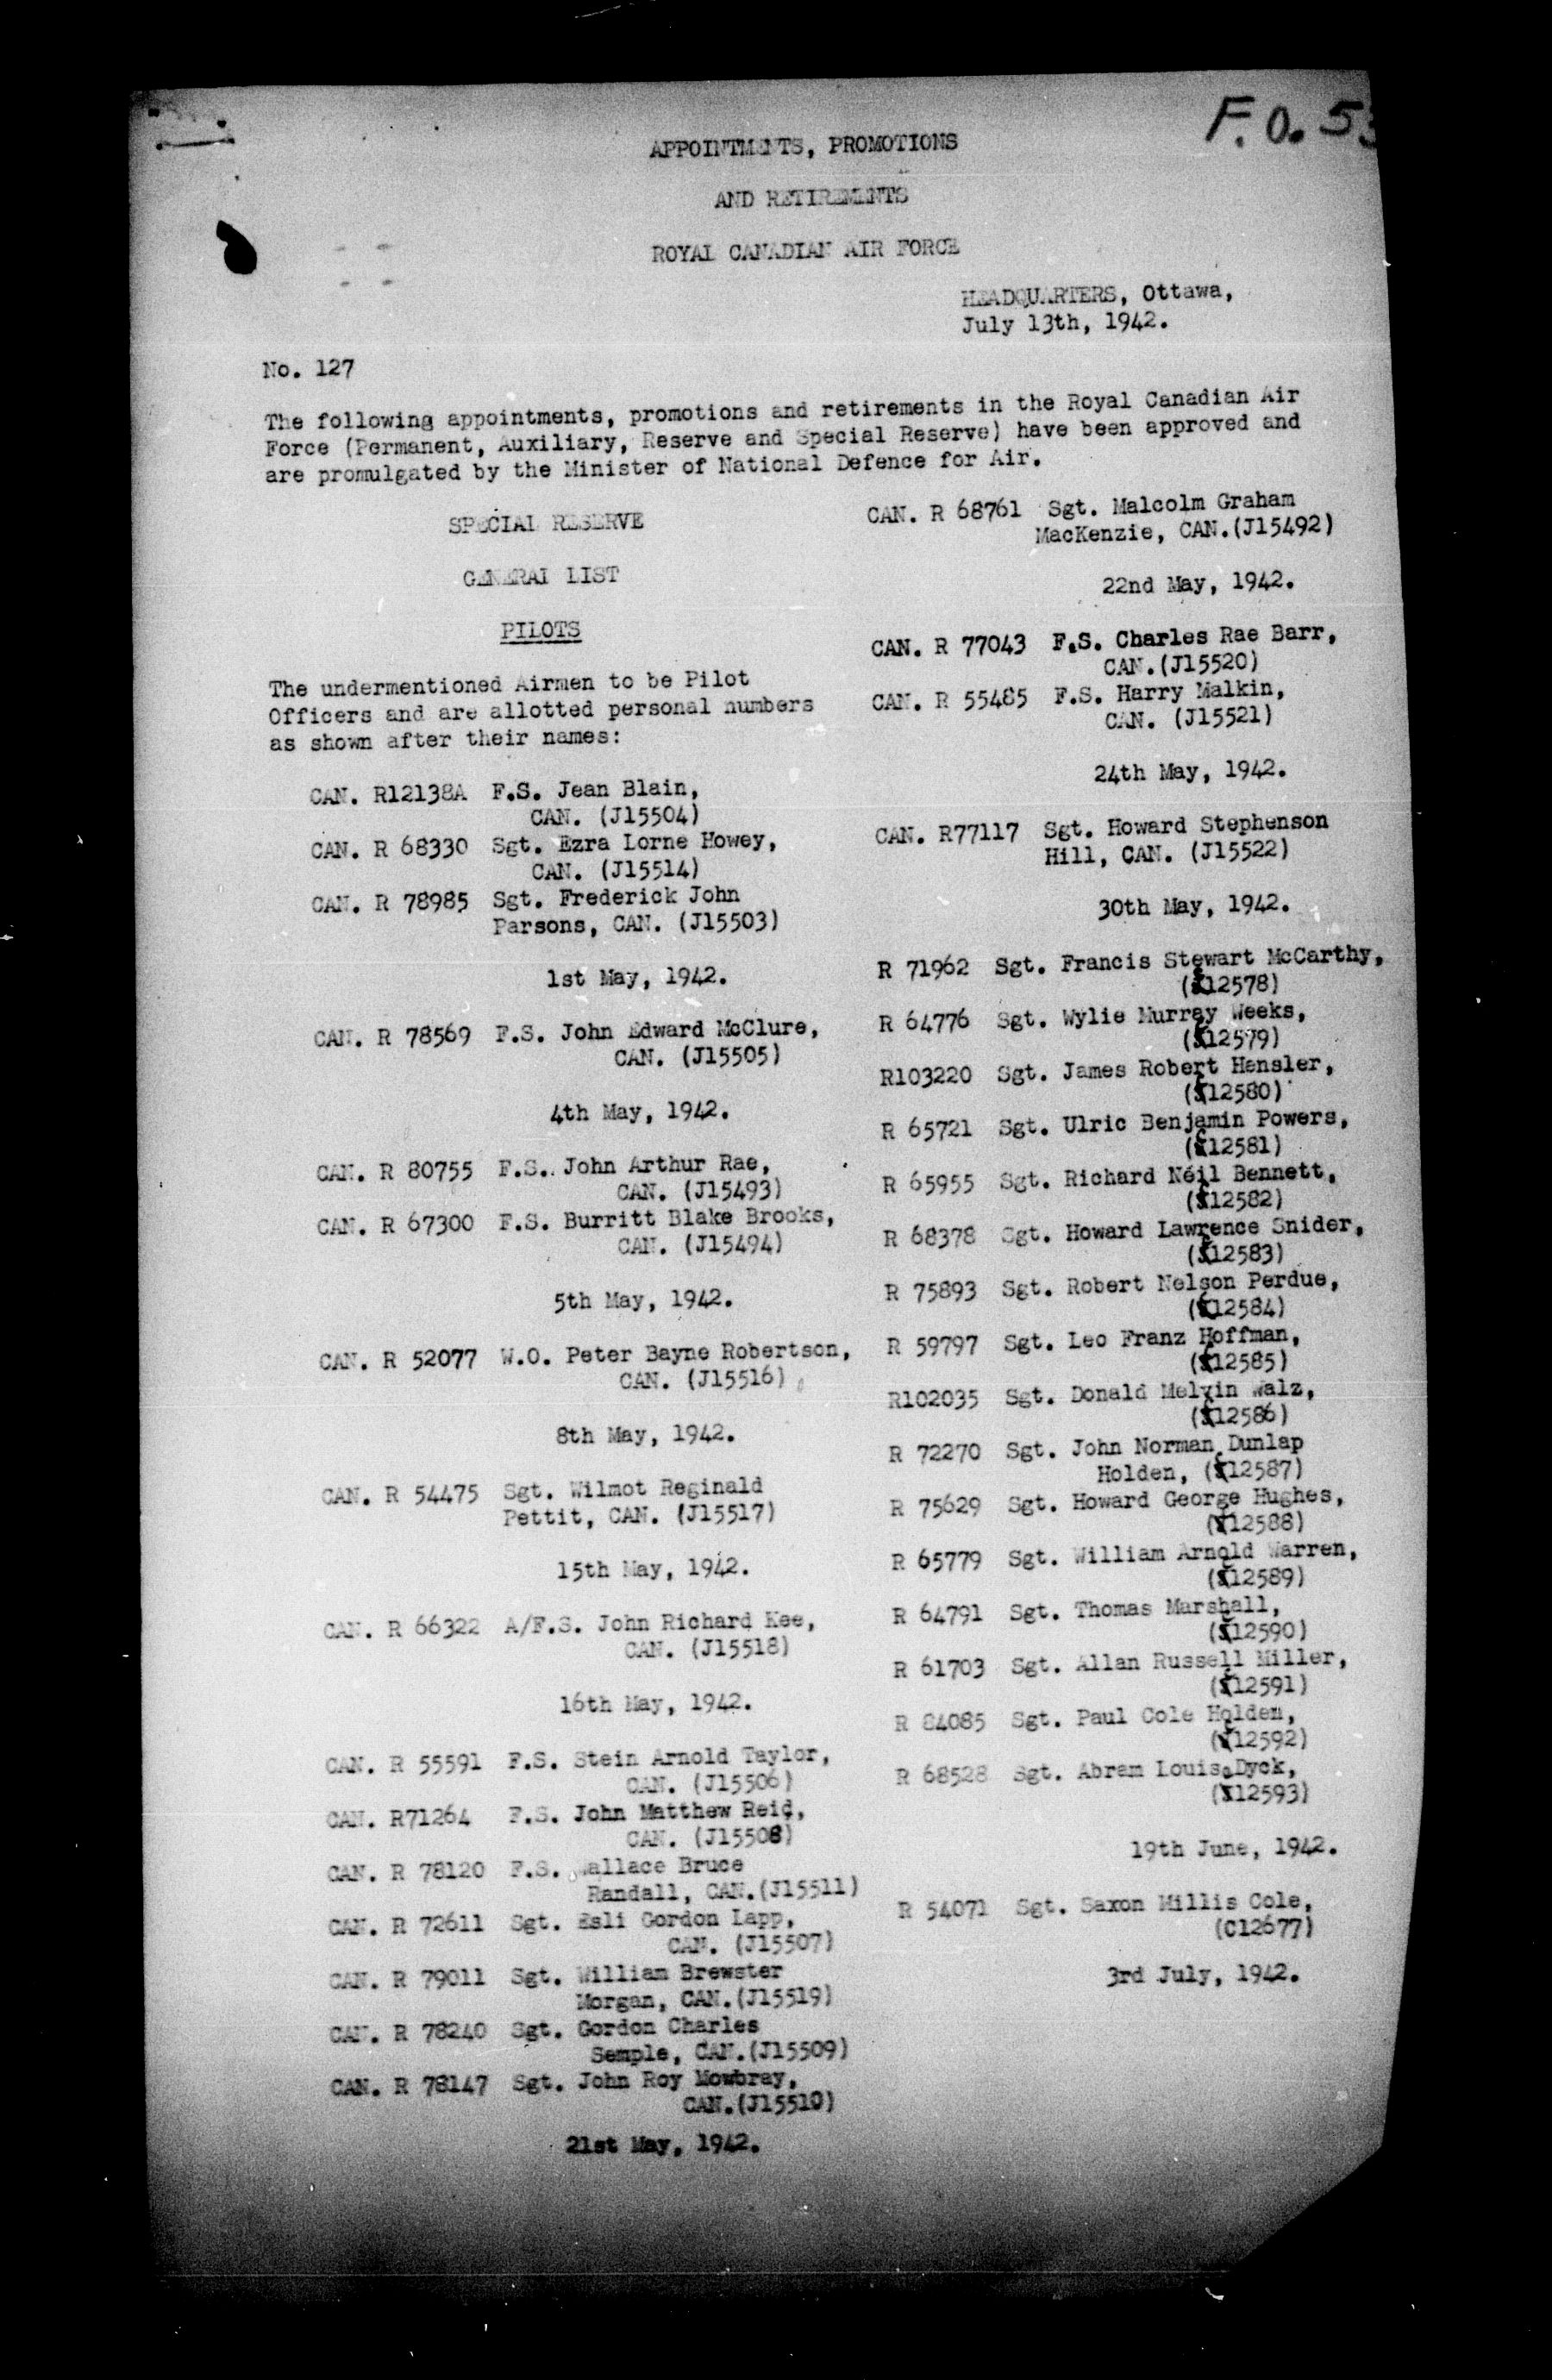 F.O. 53
APPOINTMENTS, PROMOTIONS
AND RETIREMENTS
ROYAL CANADIAN AIR FORCE
HEADQUARTERS, Ottawa,
July 13th, 1942.
No. 127
The following appointments, promotions and retirements in the Royal Canadian Air
Force (Permanent, Auxiliary, Reserve and Special Reserve) have been approved and
are promulgated by the Minister of National Defence for Air.
SPECIAL RESERVE
GENERAL LIST
PILOTS
The undermentioned Airmen to be Pilot
Officers and are allotted personal numbers
as shown after their names:
CAN. R12138A F.S. Jean Blain,
CAN. (J15504)
CAN. R 68330 Sgt. Ezra Lorne Howey,
CAN. (J15514)
CAN. R 78985 Sgt. Frederick John
Parsons, CAN. (J15503)
1st May, 1942.
CAN. R 78569 F.S. John Edward McClure,
CAN. (J15505)
4th May, 1942.
CAN. R 80755 F.S. John Arthur Rae,
CAN. (J15493)
CAN. R 67300 F.S. Burritt Blake Brooks,
CAN. (J15494)
5th May, 1942.
CAN. R 52077 W.O. Peter Bayne Robertson,
CAN. (J15516)
8th May, 1942.
CAN. R 54475 Sgt. Wilmot Reginald
Pettit, CAN. (J15517)
15th May, 1942.
CAN. R 66322 A/F.S. John Richard Kee,
CAN. (J15518)
16th May, 1942.
CAN. R 55591 F.S. Stein Arnold Taylor,
CAN. (J15506)
CAN. R71264 F.S. John Matthew Reid,
CAN. (J15508)
CAN. R 78120 F.S. Wallace Bruce
Randall, CAN.(J15511)
CAN. R 72611 Sgt. Esli Gordon Lapp,
CAN. (J15507)
CAN. R 79011 Sgt. William Brewster
Morgan, CAN.(J15519)
CAN. R 78240 Sgt. Gordon Charles
Semple, CAN.(J15509)
CAN. R 78147 Sgt. John Roy Mowbray,
CAN.(J15510)
21st May, 1942.
CAN. R 68761 Sgt. Malcolm Graham
MacKenzie, CAN.(J15492)
22nd May, 1942.
CAN. R 77043 F.S. Charles Rae Barr,
CAN.(J15520)
CAN. R 55485 F.S. Harry Malkin,
CAN. (J15521)
24th May, 1942.
CAN. R77117 Sgt. Howard Stephenson
Hill, CAN. (J15522)
30th May, 1942.
R 71962 Sgt. Francis Stewart McCarthy,
(C12578)
R 64776 Sgt. Wylie Murray Weeks,
(C12579)
R103220 Sgt. James Robert Hensler,
(C12580)
R 65721 Sgt. Ulric Benjamin Powers,
(C12581)
R 65955 Sgt. Richard Neil Bennett,
(C12582)
R 68378 Sgt. Howard Lawrence Snider,
(C12583)
R 75893 Sgt. Robert Nelson Perdue,
(C12584)
R 59797 Sgt. Leo Franz Hoffman,
(C12585)
R102035 Sgt. Donald Melvin Walz,
(C12586)
R 72270 Sgt. John Norman Dunlap
Holden, (C12587)
R 75629 Sgt. Howard George Hughes,
(C12588)
R 65779 Sgt. William Arnold Warren,
(C12589)
R 64791 Sgt. Thomas Marshall,
(C12590)
R 61703 Sgt. Allan Russell Miller,
(C12591)
R 84085 Sgt. Paul Cole Holden,
(C12592)
R 68528 Sgt. Abram Louis Dyck,
(C12593)
19th June, 1942.
R 54071 Sgt. Saxon Millis Cole,
(C12677)
3rd July, 1942.